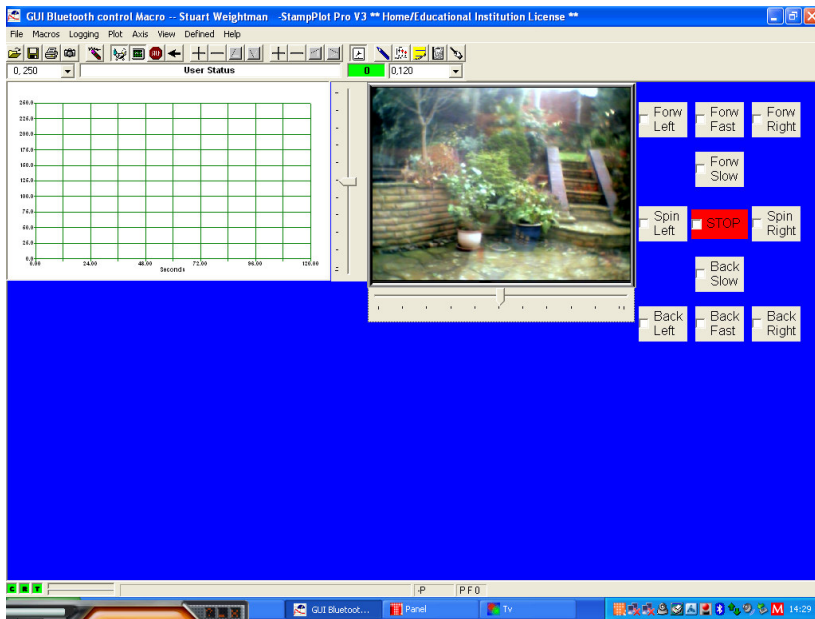 GUI Bluetooth control Macro -- Stuart Weightman -StampPlot Pro V3 ** Home/Educational Institution License **
File Macros Logging Plot Axis View Defined Help
0, 250
User Status
0
0,120
250.0
225.0
200.0
175.0
150.0
125.0
100.0
75.0
50.0
25.0
0.0
0.00 24.00 48.00 72.00 96.00 120.00
Seconds
Forw Left
Forw Fast
Forw Right
Forw Slow
Spin Left
STOP
Spin Right
Back Slow
Back Left
Back Fast
Back Right
C R T
-P
P F 0
GUI Bluetoot...
Panel
Tv
14:29